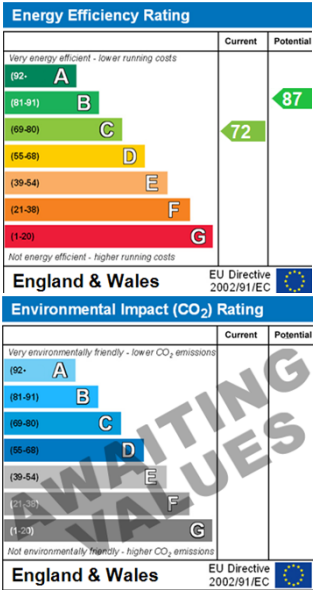 Energy Efficiency Rating
Current Potential
Very energy efficient - lower running costs
(92- A
(81-91) B
87
(69-80) C
72
(55-68) D
(39-54) E
(21-38) F
(1-20) G
Not energy efficient - higher running costs
England & Wales
EU Directive
2002/91/EC
Environmental Impact (CO₂) Rating
Current Potential
Very environmentally friendly - lower CO₂ emissions
(92- A
(81-91) B
(69-80) C
(55-68) D
(39-54) E
(21-38) F
(1-20) G
AWAITING
VALUES
Not environmentally friendly - higher CO₂ emissions
England & Wales
EU Directive
2002/91/EC